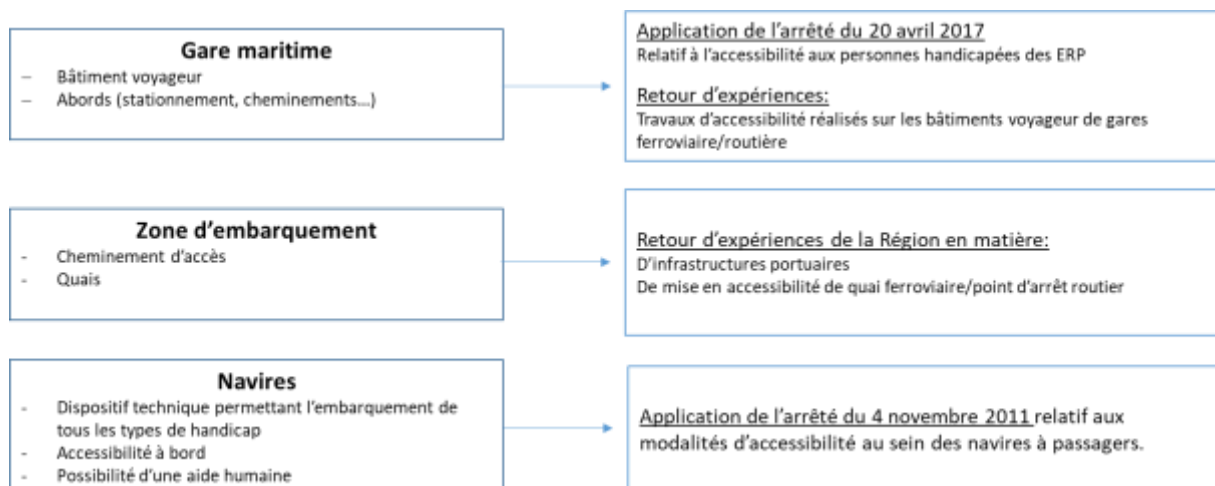 Gare maritime
– Bâtiment voyageur
– Abords (stationnement, cheminements…)
Application de l'arrêté du 20 avril 2017
Relatif à l'accessibilité aux personnes handicapées des ERP
Retour d'expériences:
Travaux d'accessibilité réalisés sur les bâtiments voyageur de gares
ferroviaire/routière
Zone d'embarquement
- Cheminement d'accès
- Quais
Retour d'expériences de la Région en matière:
D'infrastructures portuaires
De mise en accessibilité de quai ferroviaire/point d'arrêt routier
Navires
- Dispositif technique permettant l'embarquement de
tous les types de handicap
- Accessibilité à bord
- Possibilité d'une aide humaine
Application de l'arrêté du 4 novembre 2011 relatif aux
modalités d'accessibilité au sein des navires à passagers.